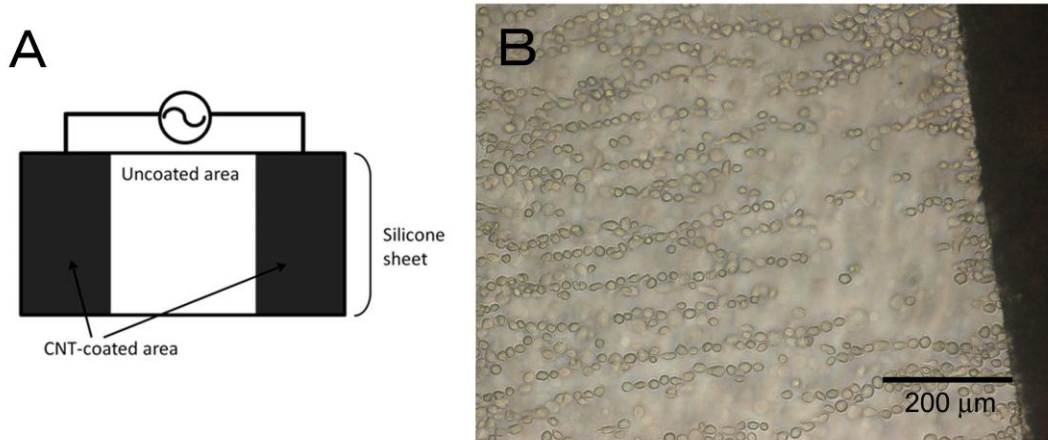 A
Uncoated area
Silicone
sheet
CNT-coated area
B
200 μm